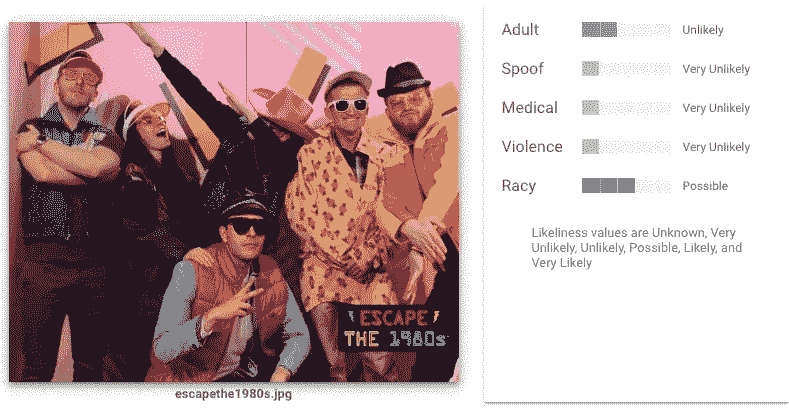 ESCAPE
THE 1980s
escapethe1980s.jpg
Adult Unlikely
Spoof Very Unlikely
Medical Very Unlikely
Violence Very Unlikely
Racy Possible
Likeliness values are Unknown, Very
Unlikely, Unlikely, Possible, Likely, and
Very Likely